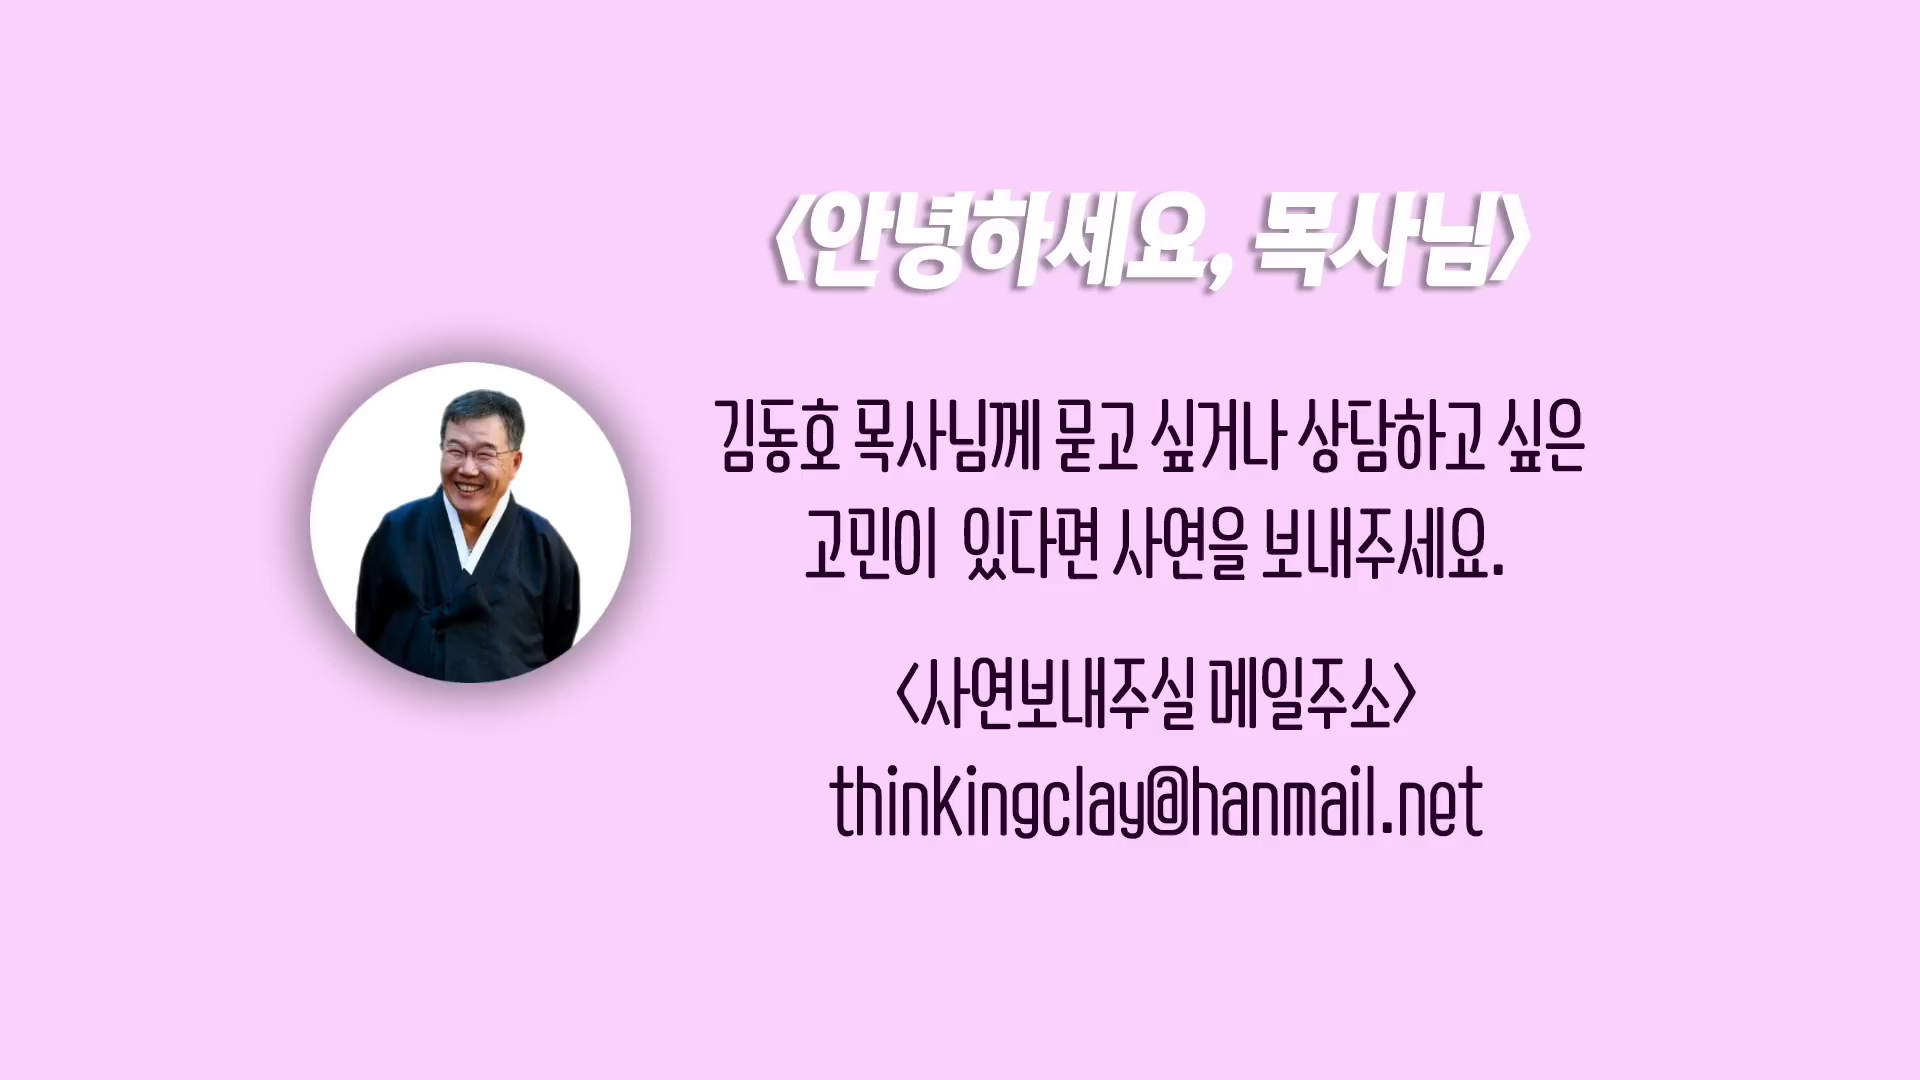 <안녕하세요, 목사님>
김동호 목사님께 묻고 싶거나 상담하고 싶은
고민이 있다면 사연을 보내주세요.
<사연보내주실 메일주소>
thinkingclay@hanmail.net